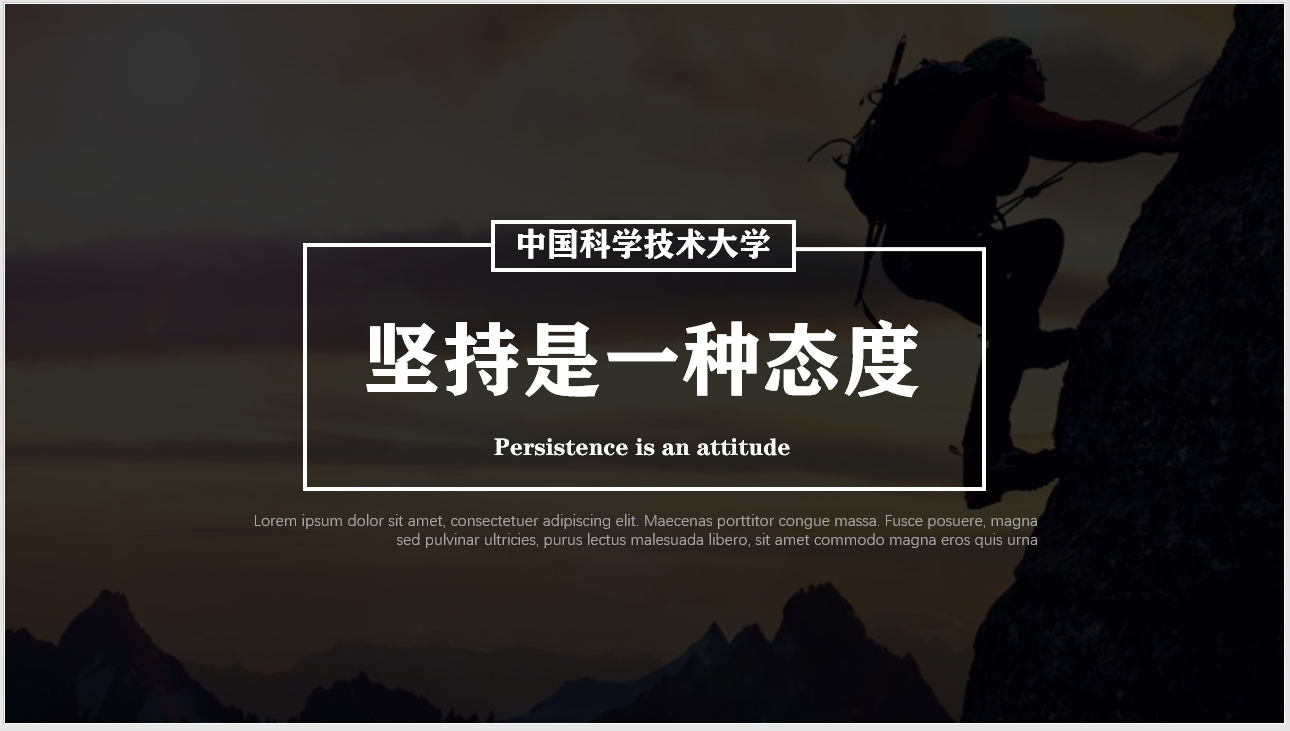 中国科学技术大学
坚持是一种态度
Persistence is an attitude
Lorem ipsum dolor sit amet, consectetuer adipiscing elit. Maecenas porttitor congue massa. Fusce posuere, magna
sed pulvinar ultricies, purus lectus malesuada libero, sit amet commodo magna eros quis urna